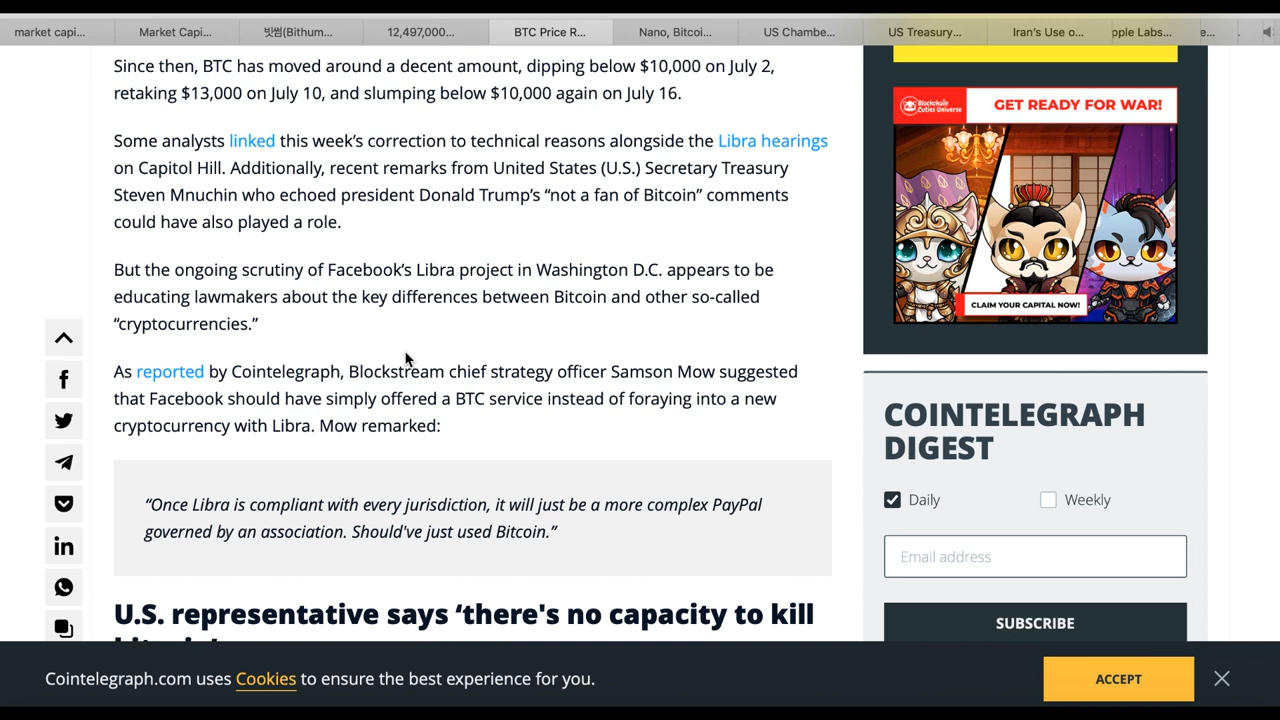 market capi...
Market Capi...
빗썸(Bithum...
12,497,000...
BTC Price R...
Nano, Bitcoi...
US Chambe...
US Treasury...
Iran's Use o...
pple Labs...
e...
.
Since then, BTC has moved around a decent amount, dipping below $10,000 on July 2,
retaking $13,000 on July 10, and slumping below $10,000 again on July 16.
Some analysts linked this week’s correction to technical reasons alongside the Libra hearings
on Capitol Hill. Additionally, recent remarks from United States (U.S.) Secretary Treasury
Steven Mnuchin who echoed president Donald Trump’s “not a fan of Bitcoin” comments
could have also played a role.
But the ongoing scrutiny of Facebook’s Libra project in Washington D.C. appears to be
educating lawmakers about the key differences between Bitcoin and other so-called
“cryptocurrencies.”
As reported by Cointelegraph, Blockstream chief strategy officer Samson Mow suggested
that Facebook should have simply offered a BTC service instead of foraying into a new
cryptocurrency with Libra. Mow remarked:
“Once Libra is compliant with every jurisdiction, it will just be a more complex PayPal
governed by an association. Should've just used Bitcoin.”
U.S. representative says ‘there's no capacity to kill
Blockchain
Cuties Universe
GET READY FOR WAR!
CLAIM YOUR CAPITAL NOW!
COINTELEGRAPH
DIGEST
Daily
Weekly
Email address
SUBSCRIBE
Cointelegraph.com uses Cookies to ensure the best experience for you.
ACCEPT